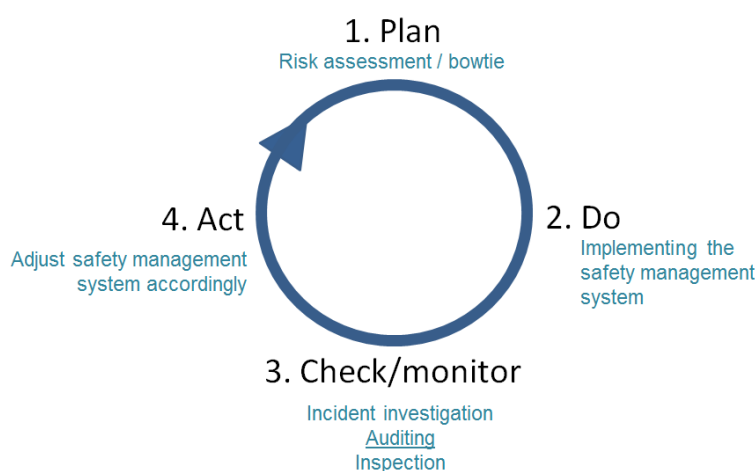 1. Plan
Risk assessment / bowtie
2. Do
Implementing the
safety management
system
3. Check/monitor
Incident investigation
Auditing
Inspection
4. Act
Adjust safety management
system accordingly